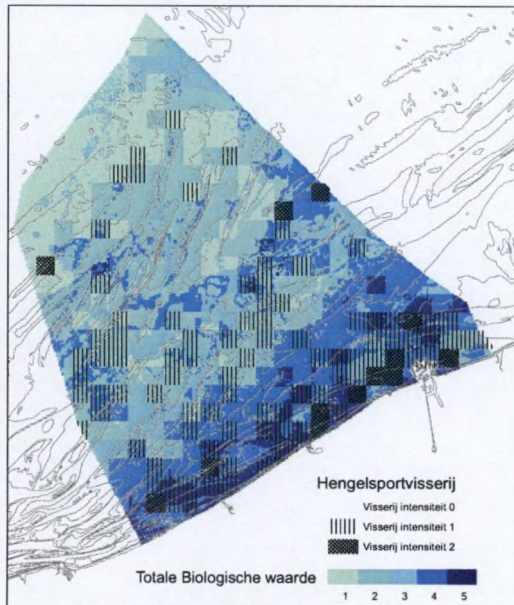 Hengelsportvisserij
Visserij intensiteit 0
Visserij intensiteit 1
Visserij intensiteit 2
Totale Biologische waarde
1 2 3 4 5